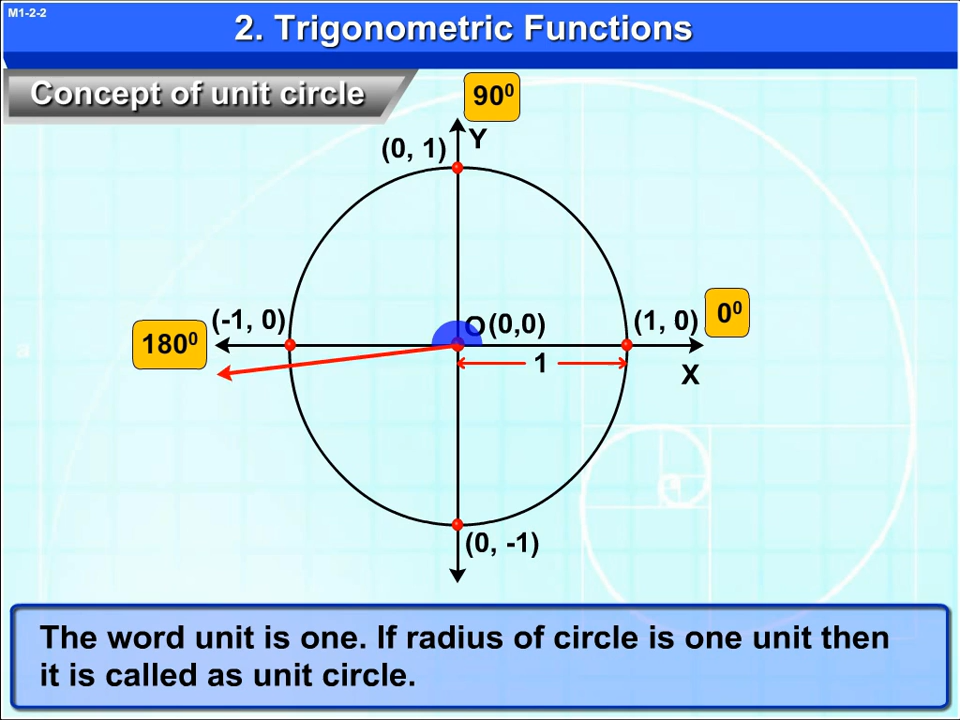 M1-2-2
2. Trigonometric Functions
Concept of unit circle
90⁰
Y
(0, 1)
(-1, 0)
O (0,0)
(1, 0)
0⁰
180⁰
1
X
(0, -1)
The word unit is one. If radius of circle is one unit then
it is called as unit circle.